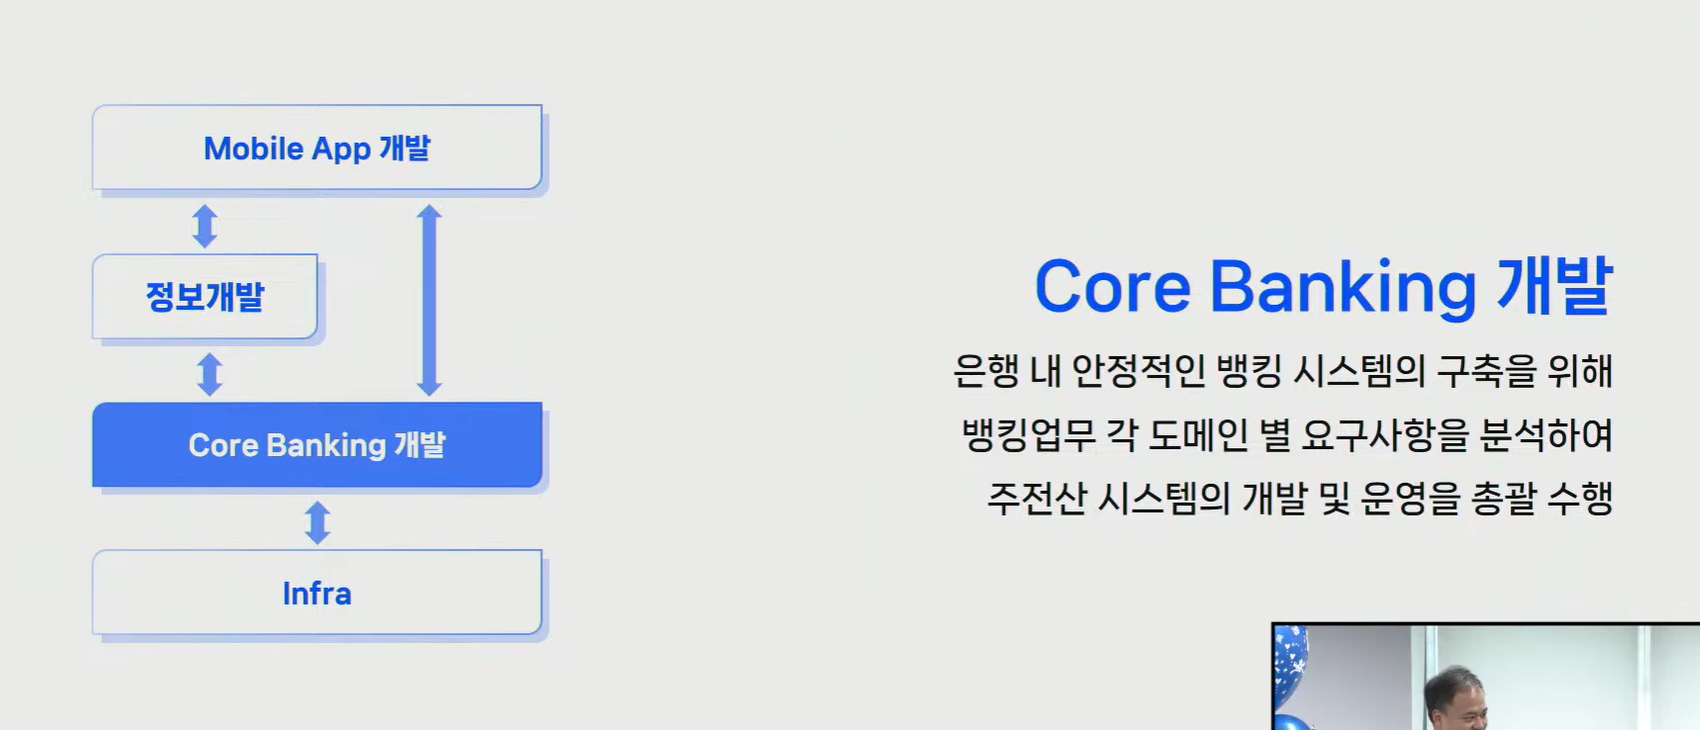 Mobile App 개발
정보개발
Core Banking 개발
Infra
Core Banking 개발
은행 내 안정적인 뱅킹 시스템의 구축을 위해
뱅킹업무 각 도메인 별 요구사항을 분석하여
주전산 시스템의 개발 및 운영을 총괄 수행